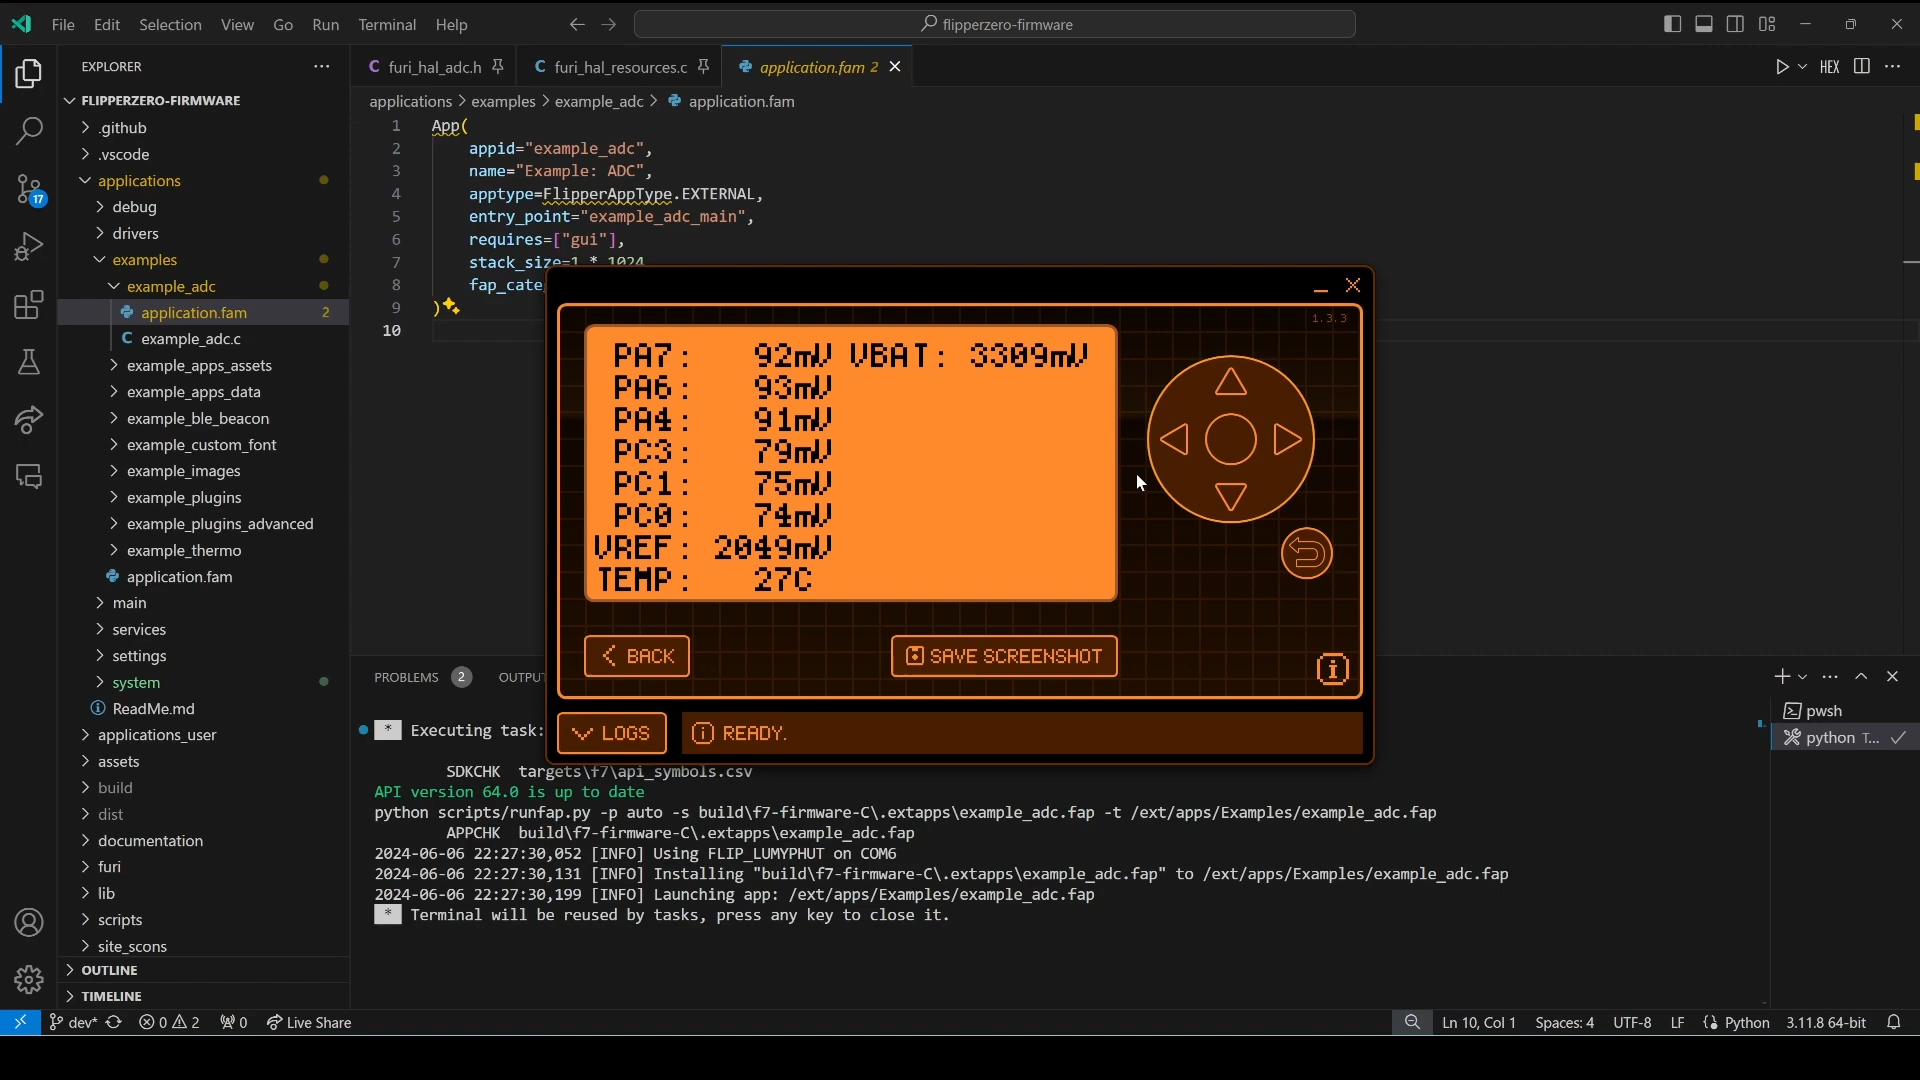 File Edit Selection View Go Run Terminal Help
flipperzero-firmware
EXPLORER
FLIPPERZERO-FIRMWARE
.github
.vscode
applications
debug
drivers
examples
example_adc
application.fam 2
example_adc.c
example_apps_assets
example_apps_data
example_ble_beacon
example_custom_font
example_images
example_plugins
example_plugins_advanced
example_thermo
application.fam
main
services
settings
system
ReadMe.md
applications_user
assets
build
dist
documentation
furi
lib
scripts
site_scons
OUTLINE
TIMELINE
17
C furi_hal_adc.h
C furi_hal_resources.c
application.fam 2
HEX
applications > examples > example_adc > application.fam
1 App(
2 appid="example_adc",
3 name="Example: ADC",
4 apptype=FlipperAppType.EXTERNAL,
5 entry_point="example_adc_main",
6 requires=["gui"],
7 stack_size=1 * 1024
8 fap_cate
9 )
10
1.3.3
PA7: 92mV VBAT: 3309mV
PA6: 93mV
PA4: 91mV
PC3: 79mV
PC1: 75mV
PC0: 74mV
VREF: 2049mV
TEMP: 27C
BACK
SAVE SCREENSHOT
LOGS
READY.
PROBLEMS 2 OUTPU
pwsh
python T...
* Executing task:
SDKCHK targets\f7\api_symbols.csv
API version 64.0 is up to date
python scripts/runfap.py -p auto -s build\f7-firmware-C\.extapps\example_adc.fap -t /ext/apps/Examples/example_adc.fap
APPCHK build\f7-firmware-C\.extapps\example_adc.fap
2024-06-06 22:27:30,052 [INFO] Using FLIP_LUMYPHUT on COM6
2024-06-06 22:27:30,131 [INFO] Installing "build\f7-firmware-C\.extapps\example_adc.fap" to /ext/apps/Examples/example_adc.fap
2024-06-06 22:27:30,199 [INFO] Launching app: /ext/apps/Examples/example_adc.fap
* Terminal will be reused by tasks, press any key to close it.
dev* 0 2 0 Live Share
Ln 10, Col 1 Spaces: 4 UTF-8 LF Python 3.11.8 64-bit